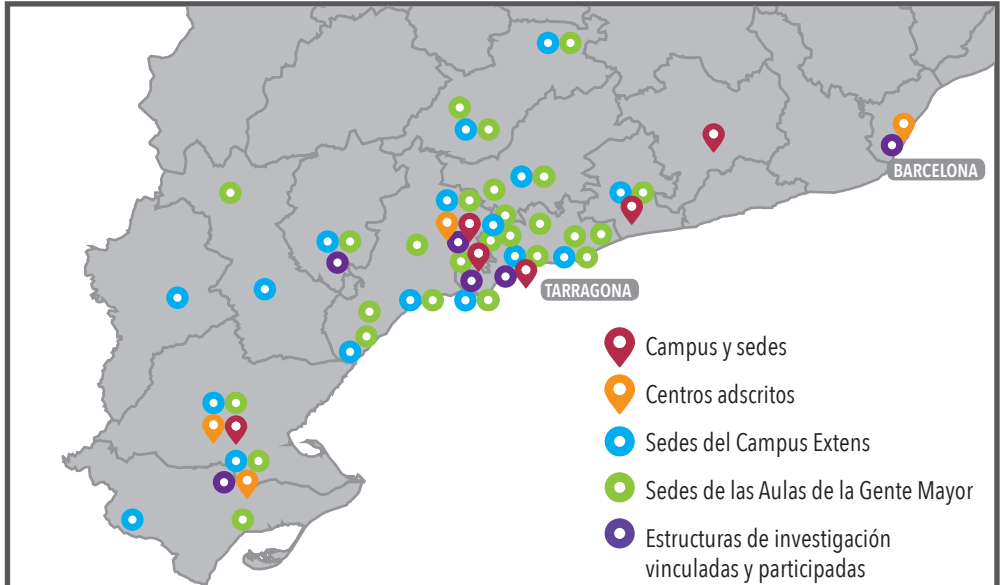 BARCELONA
TARRAGONA
Campus y sedes
Centros adscritos
Sedes del Campus Extens
Sedes de las Aulas de la Gente Mayor
Estructuras de investigación
vinculadas y participadas